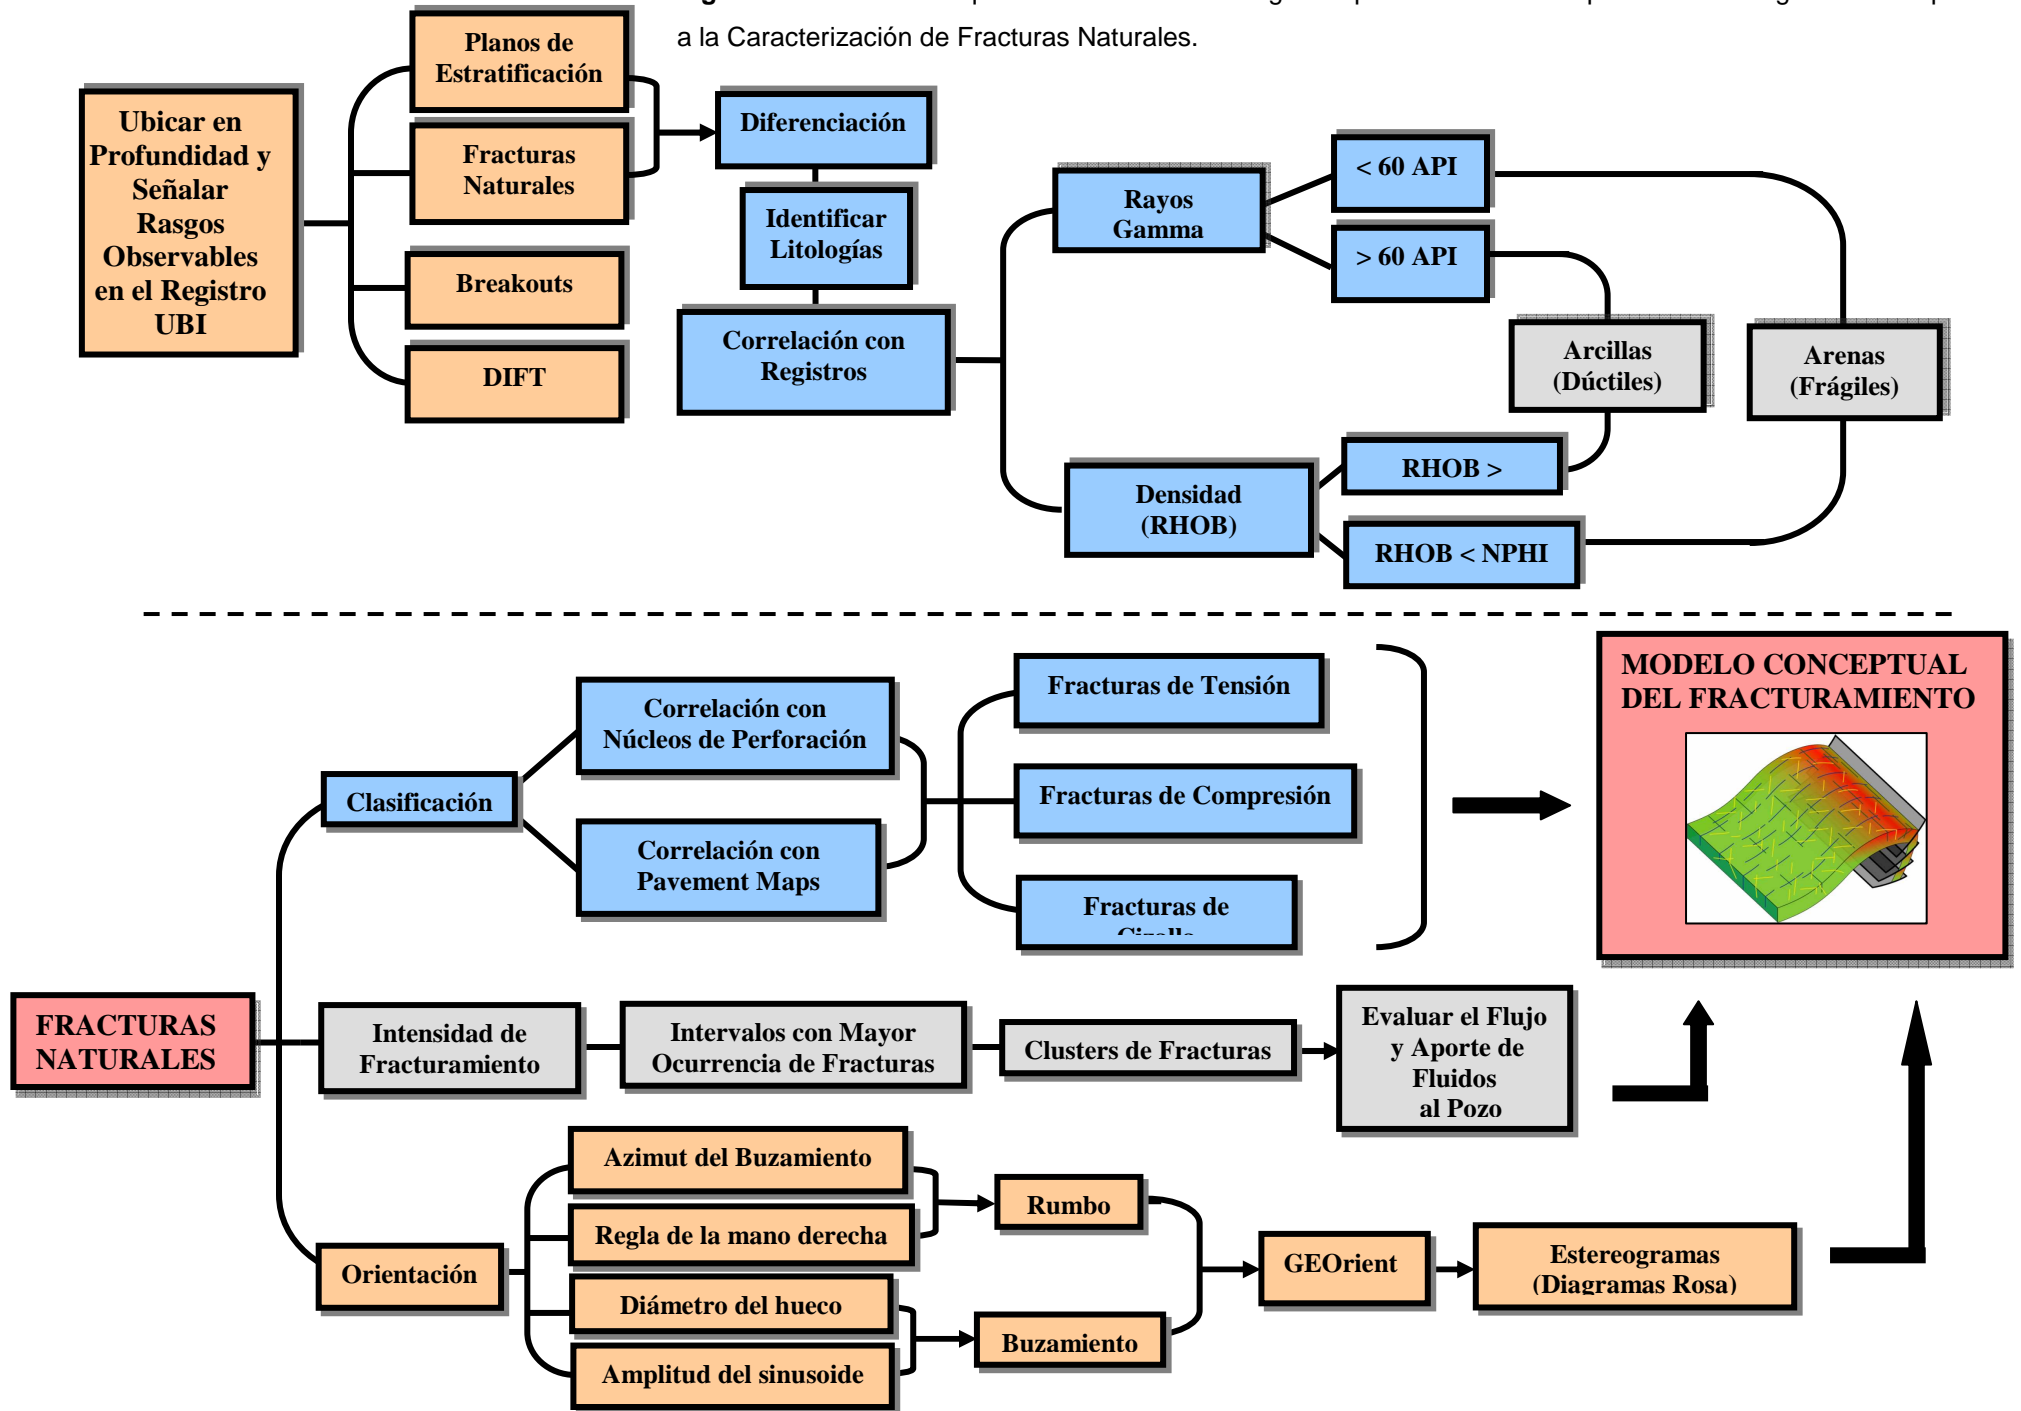 a la Caracterización de Fracturas Naturales.
Planos de
Estratificación
Ubicar en
Profundidad y
Señalar
Rasgos
Observables
en el Registro
UBI
Fracturas
Naturales
Breakouts
DIFT
Diferenciación
Identificar
Litologías
Correlación con
Registros
Rayos
Gamma
< 60 API
> 60 API
Arcillas
(Dúctiles)
Arenas
(Frágiles)
Densidad
(RHOB)
RHOB >
RHOB < NPHI
FRACTURAS
NATURALES
Clasificación
Correlación con
Núcleos de Perforación
Correlación con
Pavement Maps
Fracturas de Tensión
Fracturas de Compresión
Fracturas de
MODELO CONCEPTUAL
DEL FRACTURAMIENTO
Intensidad de
Fracturamiento
Intervalos con Mayor
Ocurrencia de Fracturas
Clusters de Fracturas
Evaluar el Flujo
y Aporte de
Fluidos
al Pozo
Orientación
Azimut del Buzamiento
Regla de la mano derecha
Diámetro del hueco
Amplitud del sinusoide
Rumbo
Buzamiento
GEOrient
Estereogramas
(Diagramas Rosa)